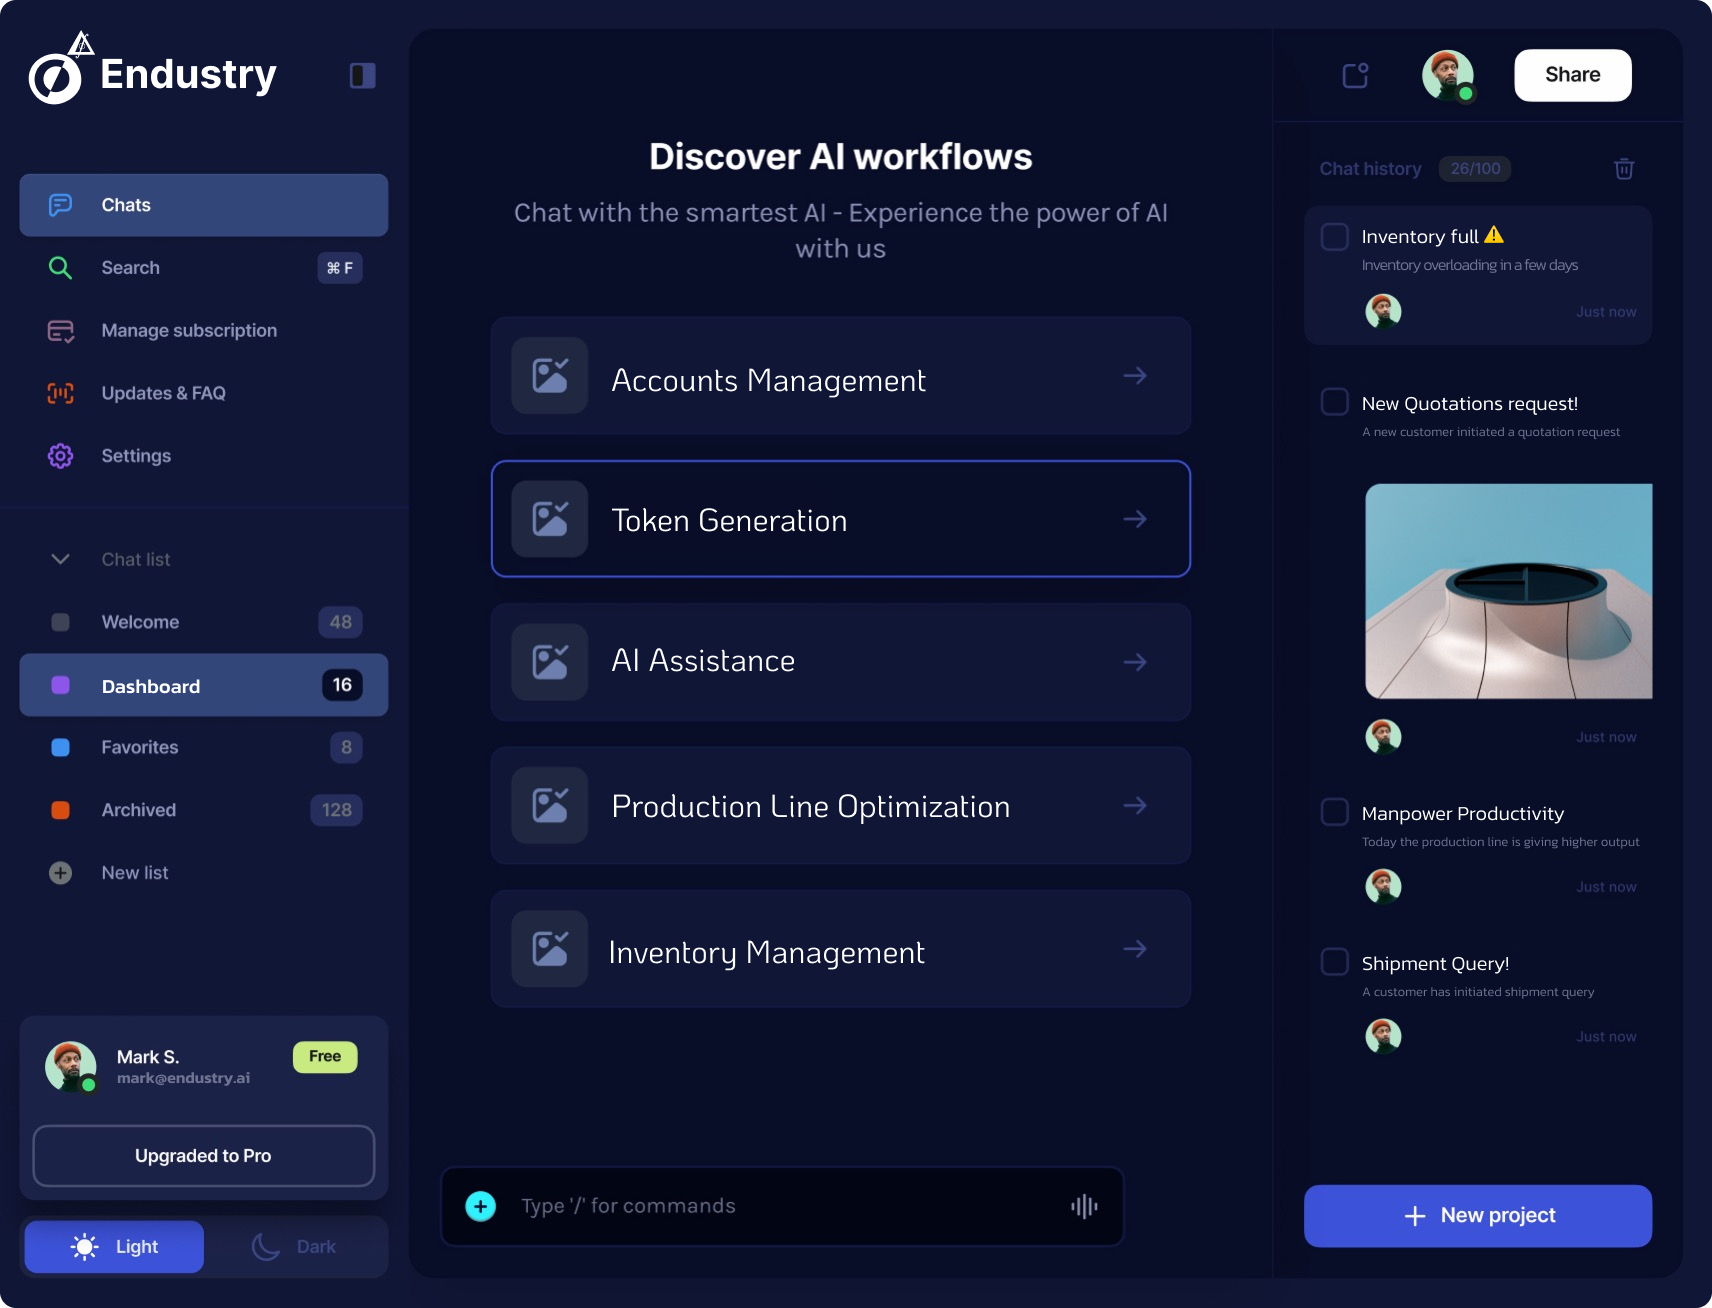 Endustry
Chats
Search
⌘ F
Manage subscription
Updates & FAQ
Settings
Chat list
Welcome
48
Dashboard
16
Favorites
8
Archived
128
New list
Mark S.
Free
mark@endustry.ai
Upgraded to Pro
Light
Dark
Discover AI workflows
Chat with the smartest AI - Experience the power of AI
with us
Accounts Management
Token Generation
AI Assistance
Production Line Optimization
Inventory Management
Type '/' for commands
Share
Chat history
26/100
Inventory full
Inventory overloading in a few days
Just now
New Quotations request!
A new customer initiated a quotation request
Just now
Manpower Productivity
Today the production line is giving higher output
Just now
Shipment Query!
A customer has initiated shipment query
Just now
New project